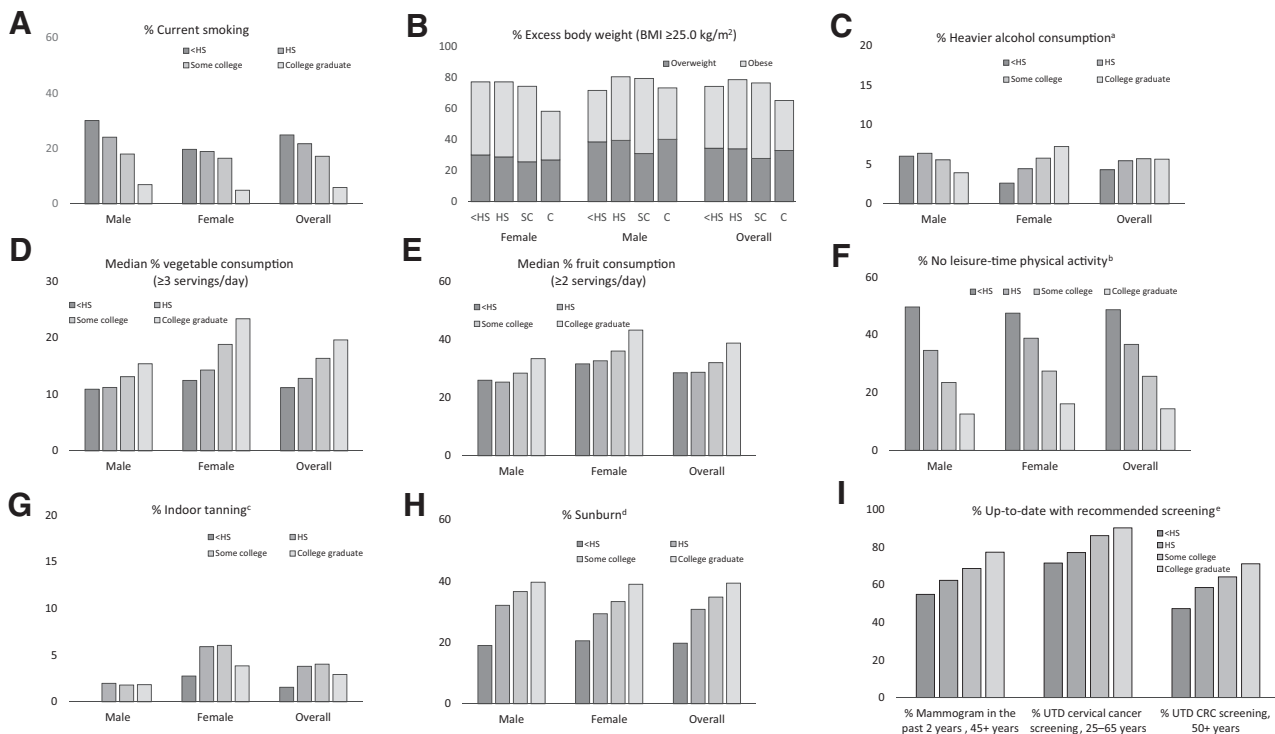 A
% Current smoking
<HS
HS
Some college
College graduate
60
40
20
0
Male
Female
Overall
B
% Excess body weight (BMI ≥25.0 kg/m²)
Overweight
Obese
100
80
60
40
20
0
<HS HS SC C
<HS HS SC C
<HS HS SC C
Female
Male
Overall
C
% Heavier alcohol consumptionᵃ
<HS
HS
Some college
College graduate
20
15
10
5
0
Male
Female
Overall
D
Median % vegetable consumption
(≥3 servings/day)
<HS
HS
Some college
College graduate
30
20
10
0
Male
Female
Overall
E
Median % fruit consumption
(≥2 servings/day)
<HS
HS
Some college
College graduate
60
40
20
0
Male
Female
Overall
F
% No leisure-time physical activityᵇ
<HS
HS
Some college
College graduate
60
40
20
0
Male
Female
Overall
G
% Indoor tanningᶜ
<HS
HS
Some college
College graduate
20
15
10
5
0
Male
Female
Overall
H
% Sunburnᵈ
<HS
HS
Some college
College graduate
60
40
20
0
Male
Female
Overall
I
% Up-to-date with recommended screeningᵉ
<HS
HS
Some college
College graduate
100
80
60
40
20
0
% Mammogram in the
past 2 years , 45+ years
% UTD cervical cancer
screening, 25–65 years
% UTD CRC screening,
50+ years